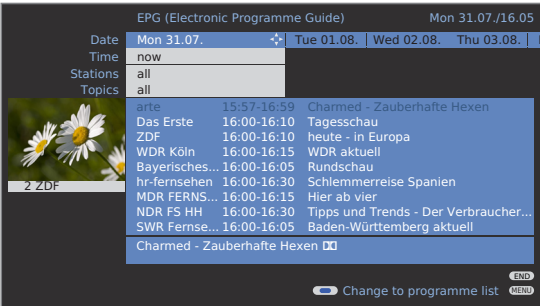 EPG (Electronic Programme Guide) Mon 31.07./16.05
Date Mon 31.07. Tue 01.08. Wed 02.08. Thu 03.08.
Time now
Stations all
Topics all
arte 15:57-16:59 Charmed - Zauberhafte Hexen
Das Erste 16:00-16:10 Tagesschau
ZDF 16:00-16:10 heute - in Europa
WDR Köln 16:00-16:15 WDR aktuell
Bayerisches... 16:00-16:05 Rundschau
hr-fernsehen 16:00-16:30 Schlemmerreise Spanien
MDR FERNS... 16:00-16:15 Hier ab vier
NDR FS HH 16:00-16:30 Tipps und Trends - Der Verbraucher...
SWR Fernse... 16:00-16:05 Baden-Württemberg aktuell
2 ZDF
Charmed - Zauberhafte Hexen
END
Change to programme list MENU